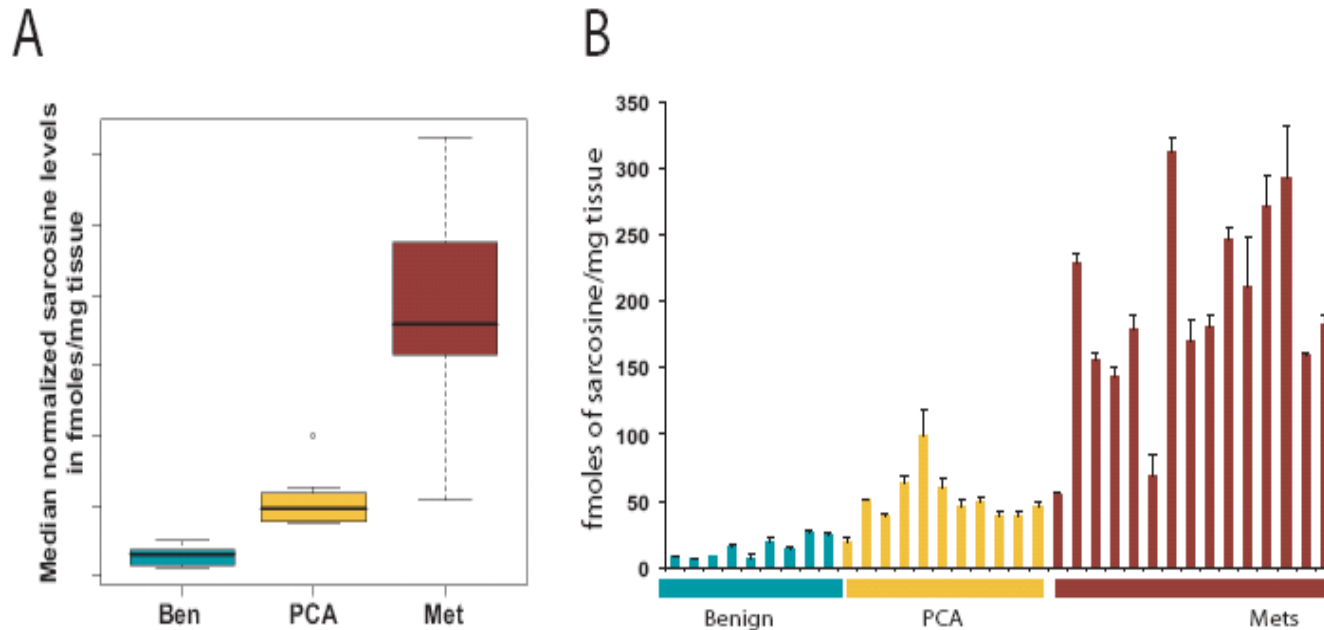 A
B
Median normalized sarcosine levels
in fmoles/mg tissue
Ben PCA Met
fmoles of sarcosine/mg tissue
350
300
250
200
150
100
50
0
Benign PCA Mets